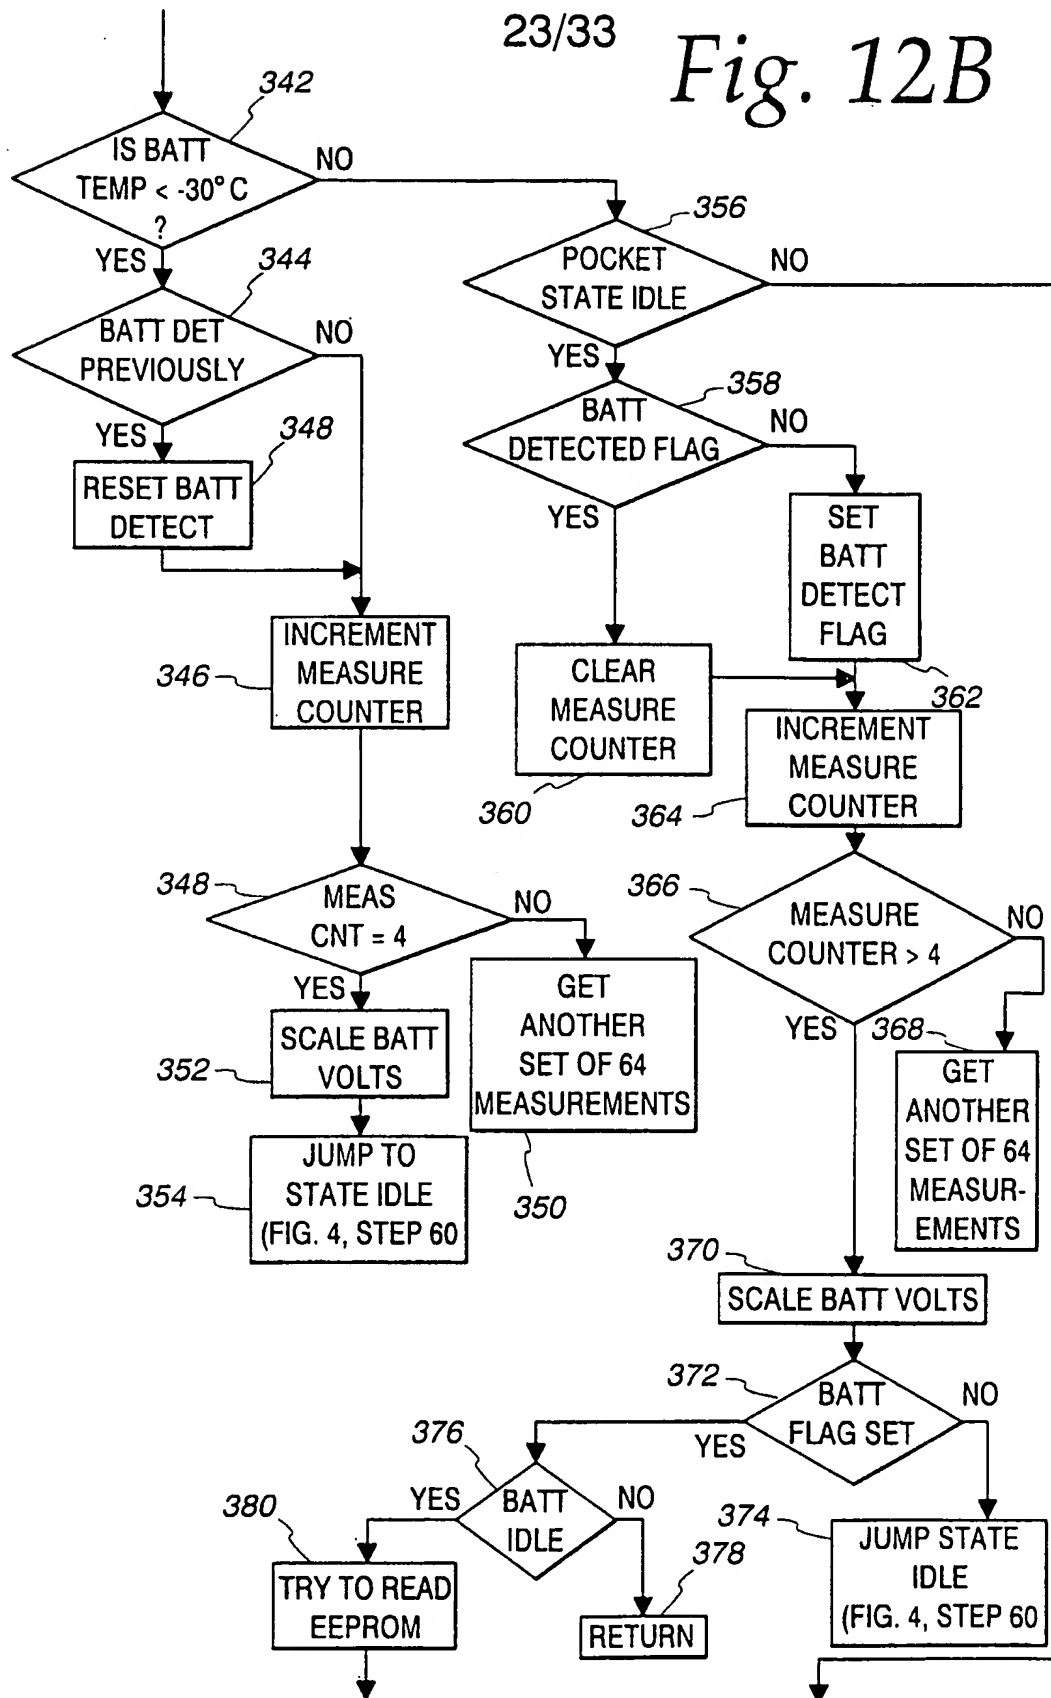 23/33
Fig. 12B
342
IS BATT
TEMP < -30° C
?
NO
YES
344
BATT DET
PREVIOUSLY
NO
YES
348
RESET BATT
DETECT
346
INCREMENT
MEASURE
COUNTER
348
MEAS
CNT = 4
NO
YES
352
SCALE BATT
VOLTS
GET
ANOTHER
SET OF 64
MEASUREMENTS
350
354
JUMP TO
STATE IDLE
(FIG. 4, STEP 60
356
POCKET
STATE IDLE
NO
YES
358
BATT
DETECTED FLAG
NO
YES
SET
BATT
DETECT
FLAG
362
CLEAR
MEASURE
COUNTER
360
INCREMENT
MEASURE
COUNTER
364
366
MEASURE
COUNTER > 4
NO
YES
368
GET
ANOTHER
SET OF 64
MEASUR-
EMENTS
370
SCALE BATT VOLTS
372
BATT
FLAG SET
NO
YES
376
BATT
IDLE
YES
NO
380
TRY TO READ
EEPROM
378
RETURN
374
JUMP STATE
IDLE
(FIG. 4, STEP 60